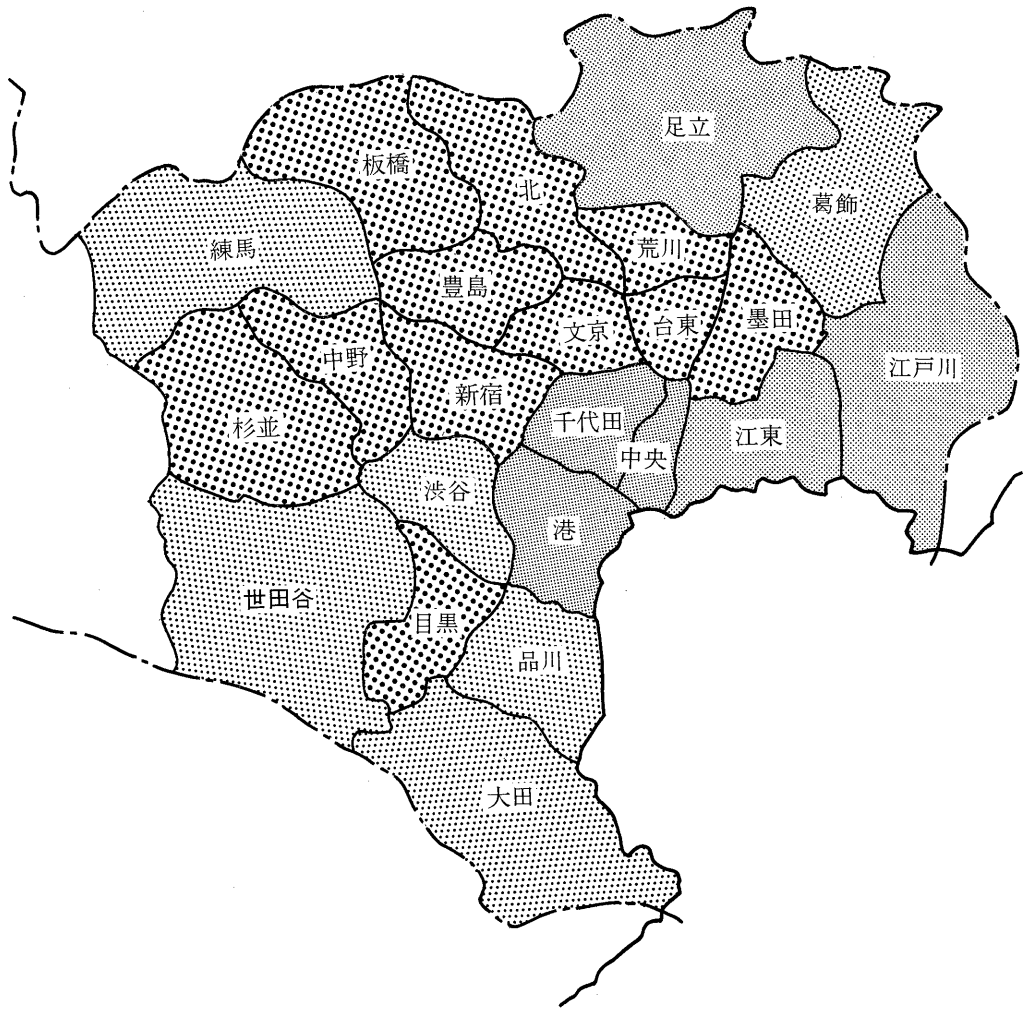 足立
板橋
北
葛飾
練馬
荒川
豊島
文京
台東
墨田
江戸川
中野
新宿
杉並
千代田
中央
江東
渋谷
港
世田谷
目黒
品川
大田